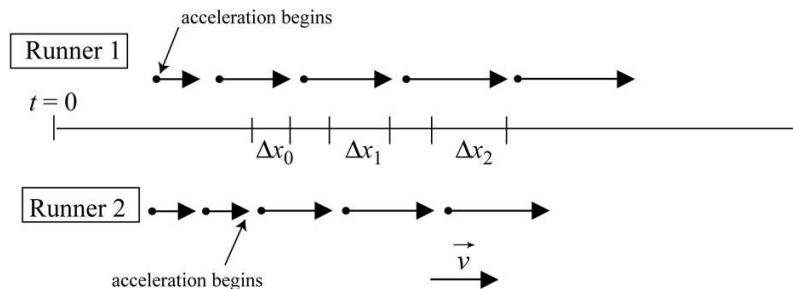 acceleration begins
Runner 1
t = 0
Δx₀ Δx₁ Δx₂
Runner 2
v⃗
acceleration begins